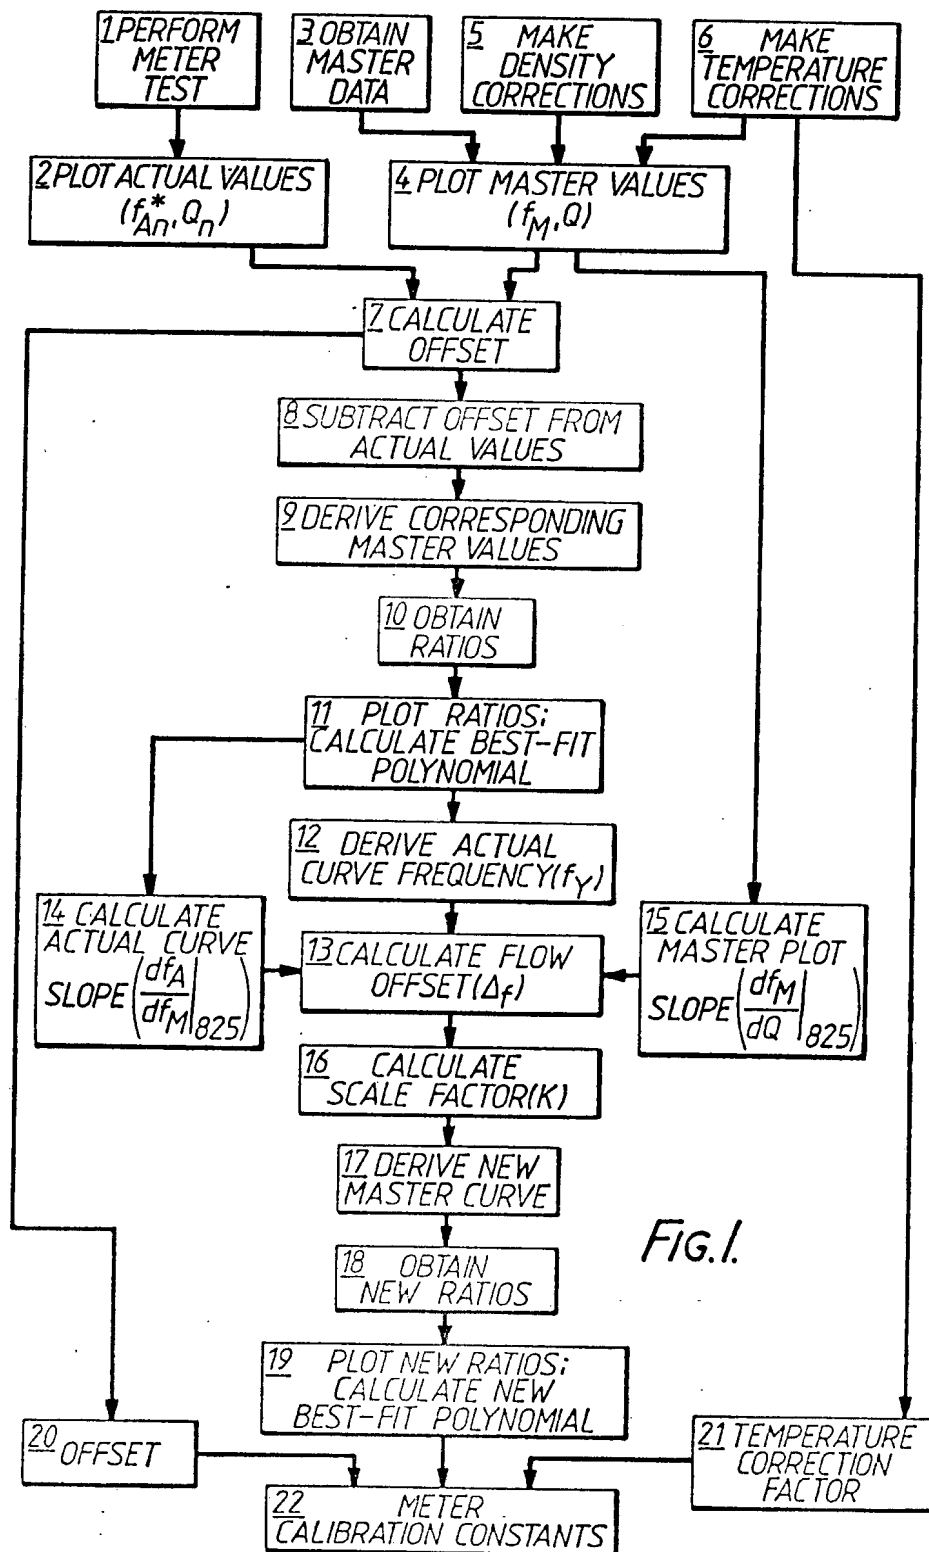 1 PERFORM
METER
TEST
3 OBTAIN
MASTER
DATA
5 MAKE
DENSITY
CORRECTIONS
6 MAKE
TEMPERATURE
CORRECTIONS
2 PLOT ACTUAL VALUES
(f*An, Qn)
4 PLOT MASTER VALUES
(fM, Q)
7 CALCULATE
OFFSET
8 SUBTRACT OFFSET FROM
ACTUAL VALUES
9 DERIVE CORRESPONDING
MASTER VALUES
10 OBTAIN
RATIOS
11 PLOT RATIOS;
CALCULATE BEST-FIT
POLYNOMIAL
12 DERIVE ACTUAL
CURVE FREQUENCY (fY)
14 CALCULATE
ACTUAL CURVE
SLOPE (dfA/dfM|825)
13 CALCULATE FLOW
OFFSET (Δf)
15 CALCULATE
MASTER PLOT
SLOPE (dfM/dQ|825)
16 CALCULATE
SCALE FACTOR (K)
17 DERIVE NEW
MASTER CURVE
FIG. 1.
18 OBTAIN
NEW RATIOS
19 PLOT NEW RATIOS;
CALCULATE NEW
BEST-FIT POLYNOMIAL
20 OFFSET
21 TEMPERATURE
CORRECTION
FACTOR
22 METER
CALIBRATION CONSTANTS